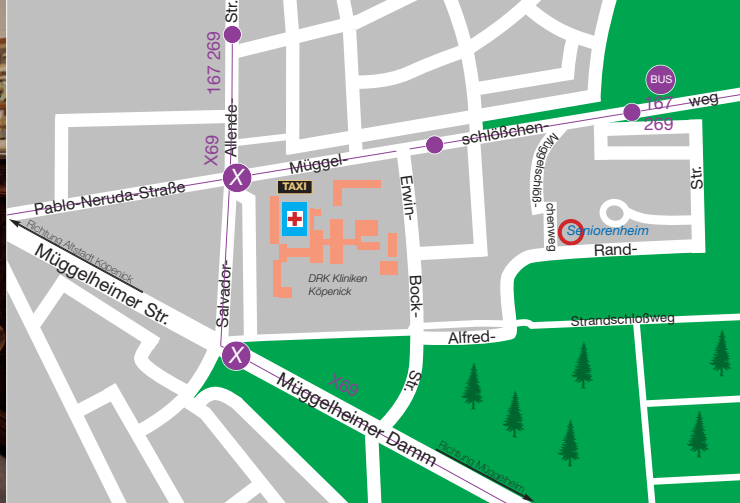 Str.
167 269
BUS
167
269
weg
X69
Allende-
schlößchen-
Müggel-
Müggelschlöß-
chenweg
X
TAXI
Pablo-Neruda-Straße
Erwin-
Str.
Seniorenheim
Rand-
Richtung Altstadt Köpenick
Müggelheimer Str.
DRK Kliniken
Köpenick
Salvador-
Bock-
Strandschloßweg
Alfred-
X
X69
Str.
Müggelheimer Damm
Richtung Müggelheim